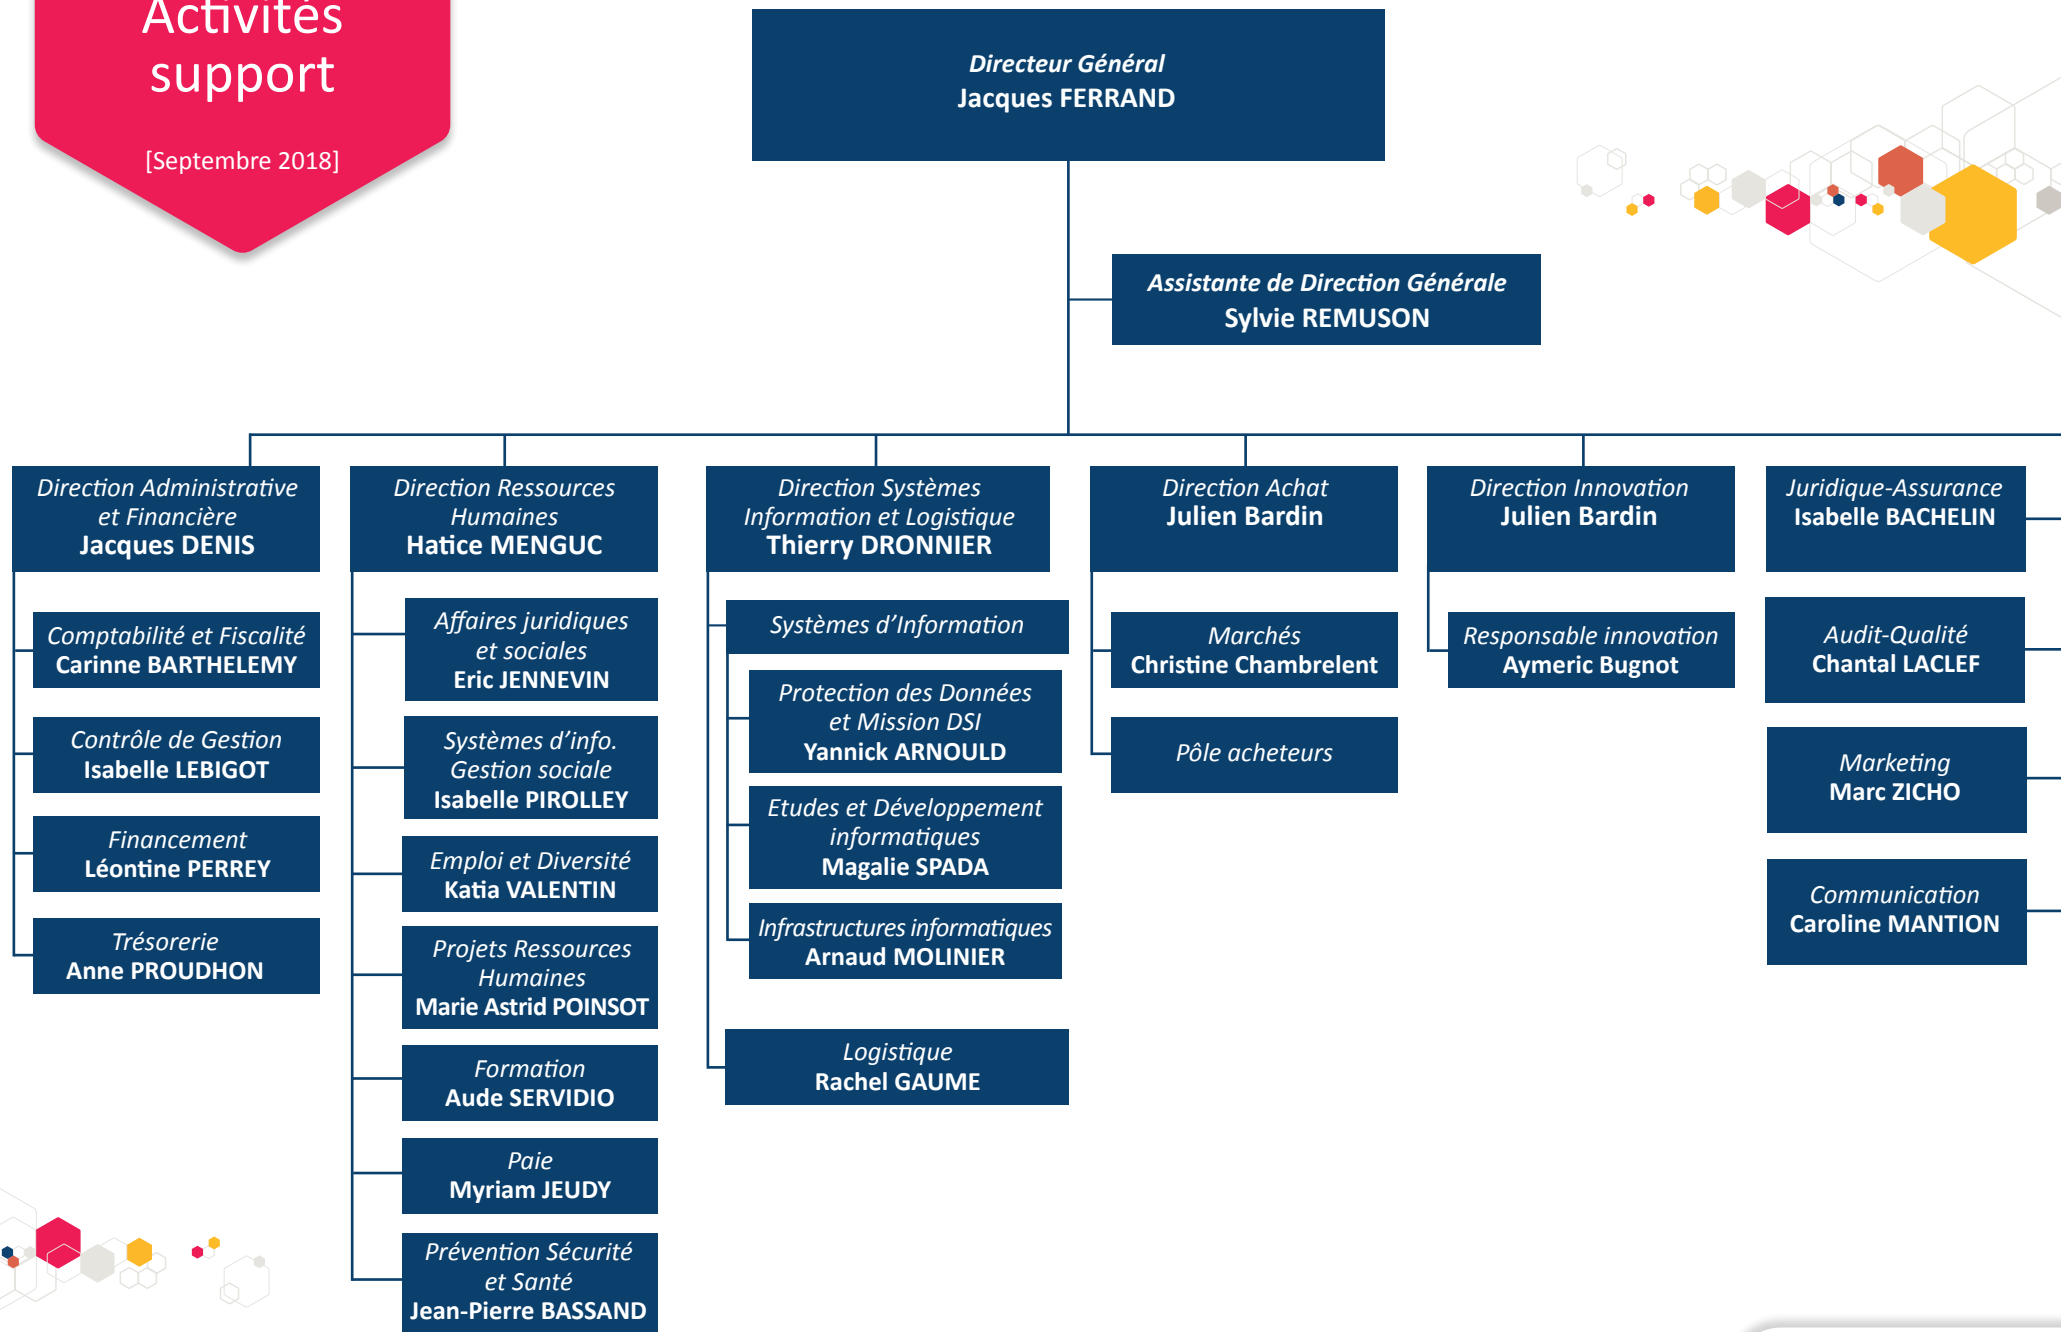 Activités
support
[Septembre 2018]
Directeur Général
Jacques FERRAND
Assistante de Direction Générale
Sylvie REMUSON
Direction Administrative
et Financière
Jacques DENIS
Comptabilité et Fiscalité
Carinne BARTHELEMY
Contrôle de Gestion
Isabelle LEBIGOT
Financement
Léontine PERREY
Trésorerie
Anne PROUDHON
Direction Ressources
Humaines
Hatice MENGUC
Affaires juridiques
et sociales
Eric JENNEVIN
Systèmes d'info.
Gestion sociale
Isabelle PIROLLEY
Emploi et Diversité
Katia VALENTIN
Projets Ressources
Humaines
Marie Astrid POINSOT
Formation
Aude SERVIDIO
Paie
Myriam JEUDY
Prévention Sécurité
et Santé
Jean-Pierre BASSAND
Direction Systèmes
Information et Logistique
Thierry DRONNIER
Systèmes d'Information
Protection des Données
et Mission DSI
Yannick ARNOULD
Etudes et Développement
informatiques
Magalie SPADA
Infrastructures informatiques
Arnaud MOLINIER
Logistique
Rachel GAUME
Direction Achat
Julien Bardin
Marchés
Christine Chambrelent
Pôle acheteurs
Direction Innovation
Julien Bardin
Responsable innovation
Aymeric Bugnot
Juridique-Assurance
Isabelle BACHELIN
Audit-Qualité
Chantal LACLEF
Marketing
Marc ZICHO
Communication
Caroline MANTION